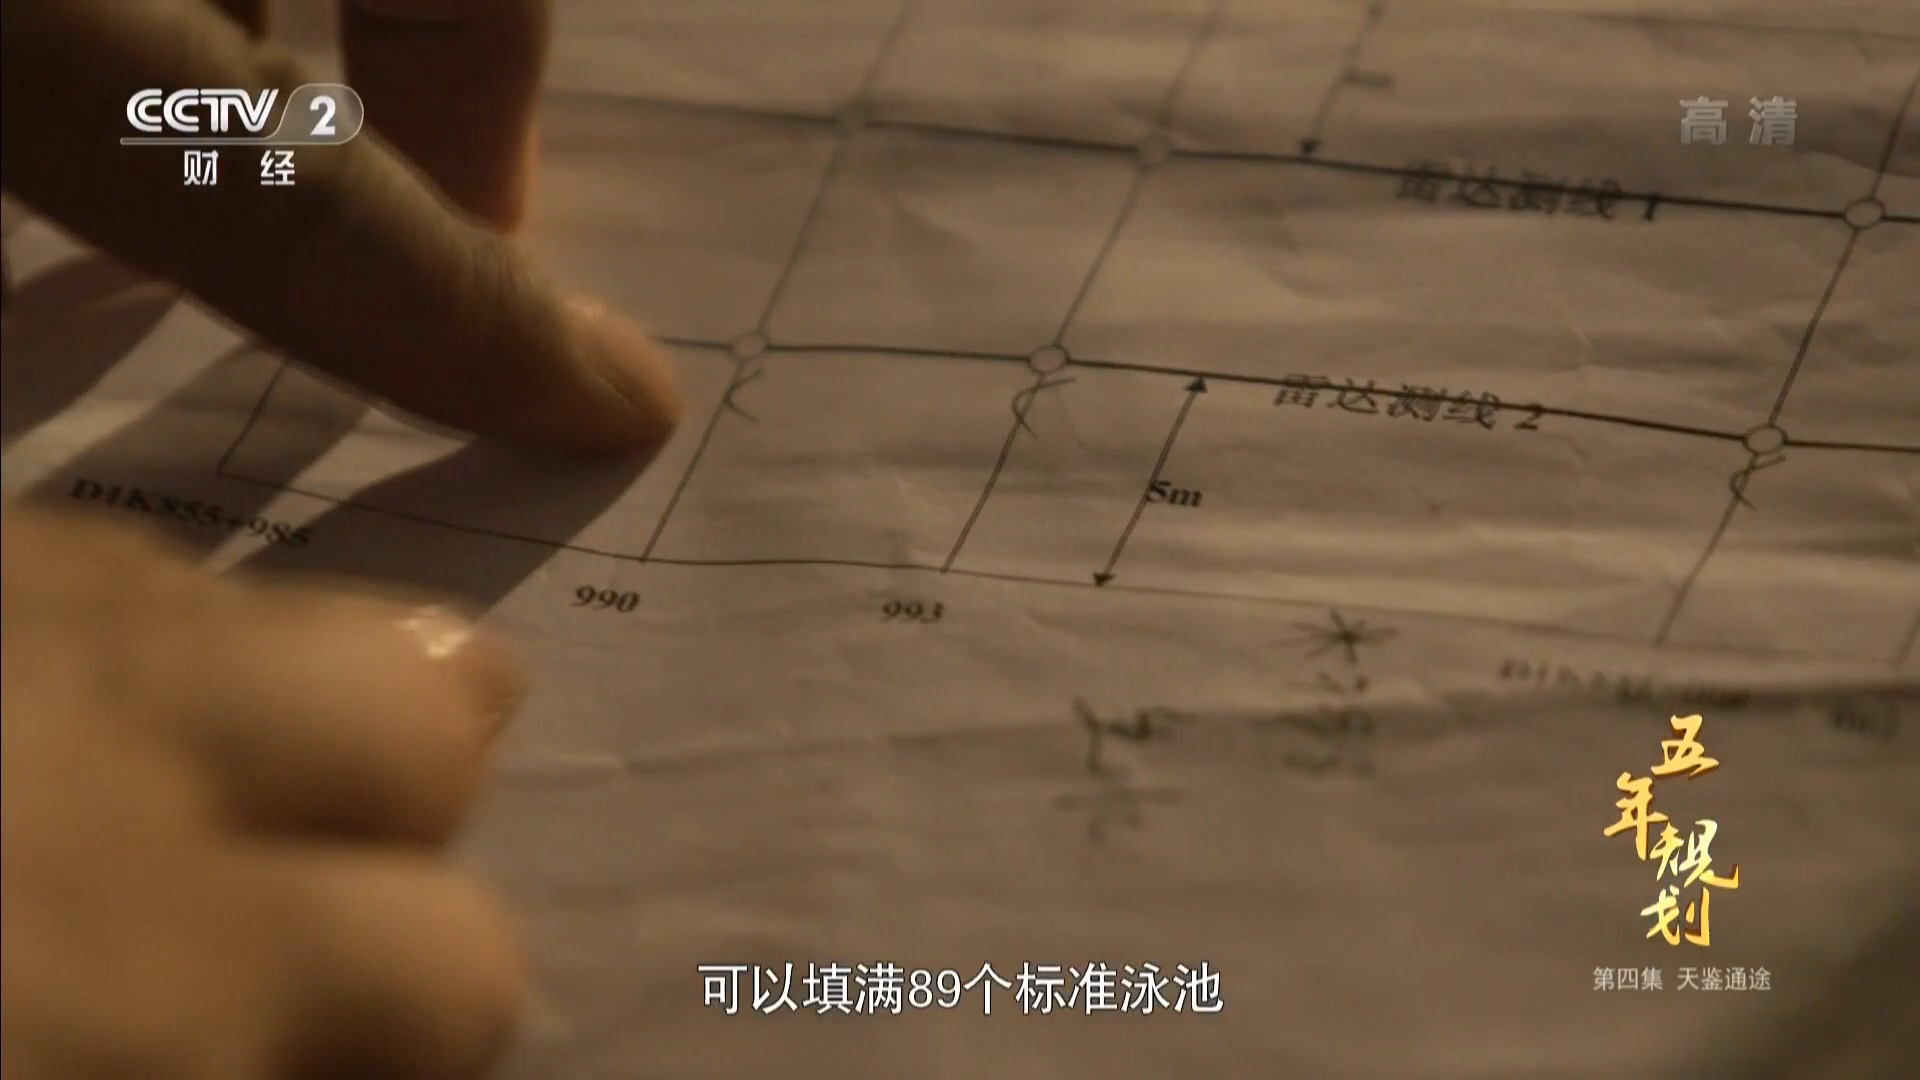 CCTV 2
财 经
高 清
雷达测线 1
雷达测线 2
5m
D1K855+985
990
993
五年规划
第四集 天鉴通途
可以填满89个标准泳池